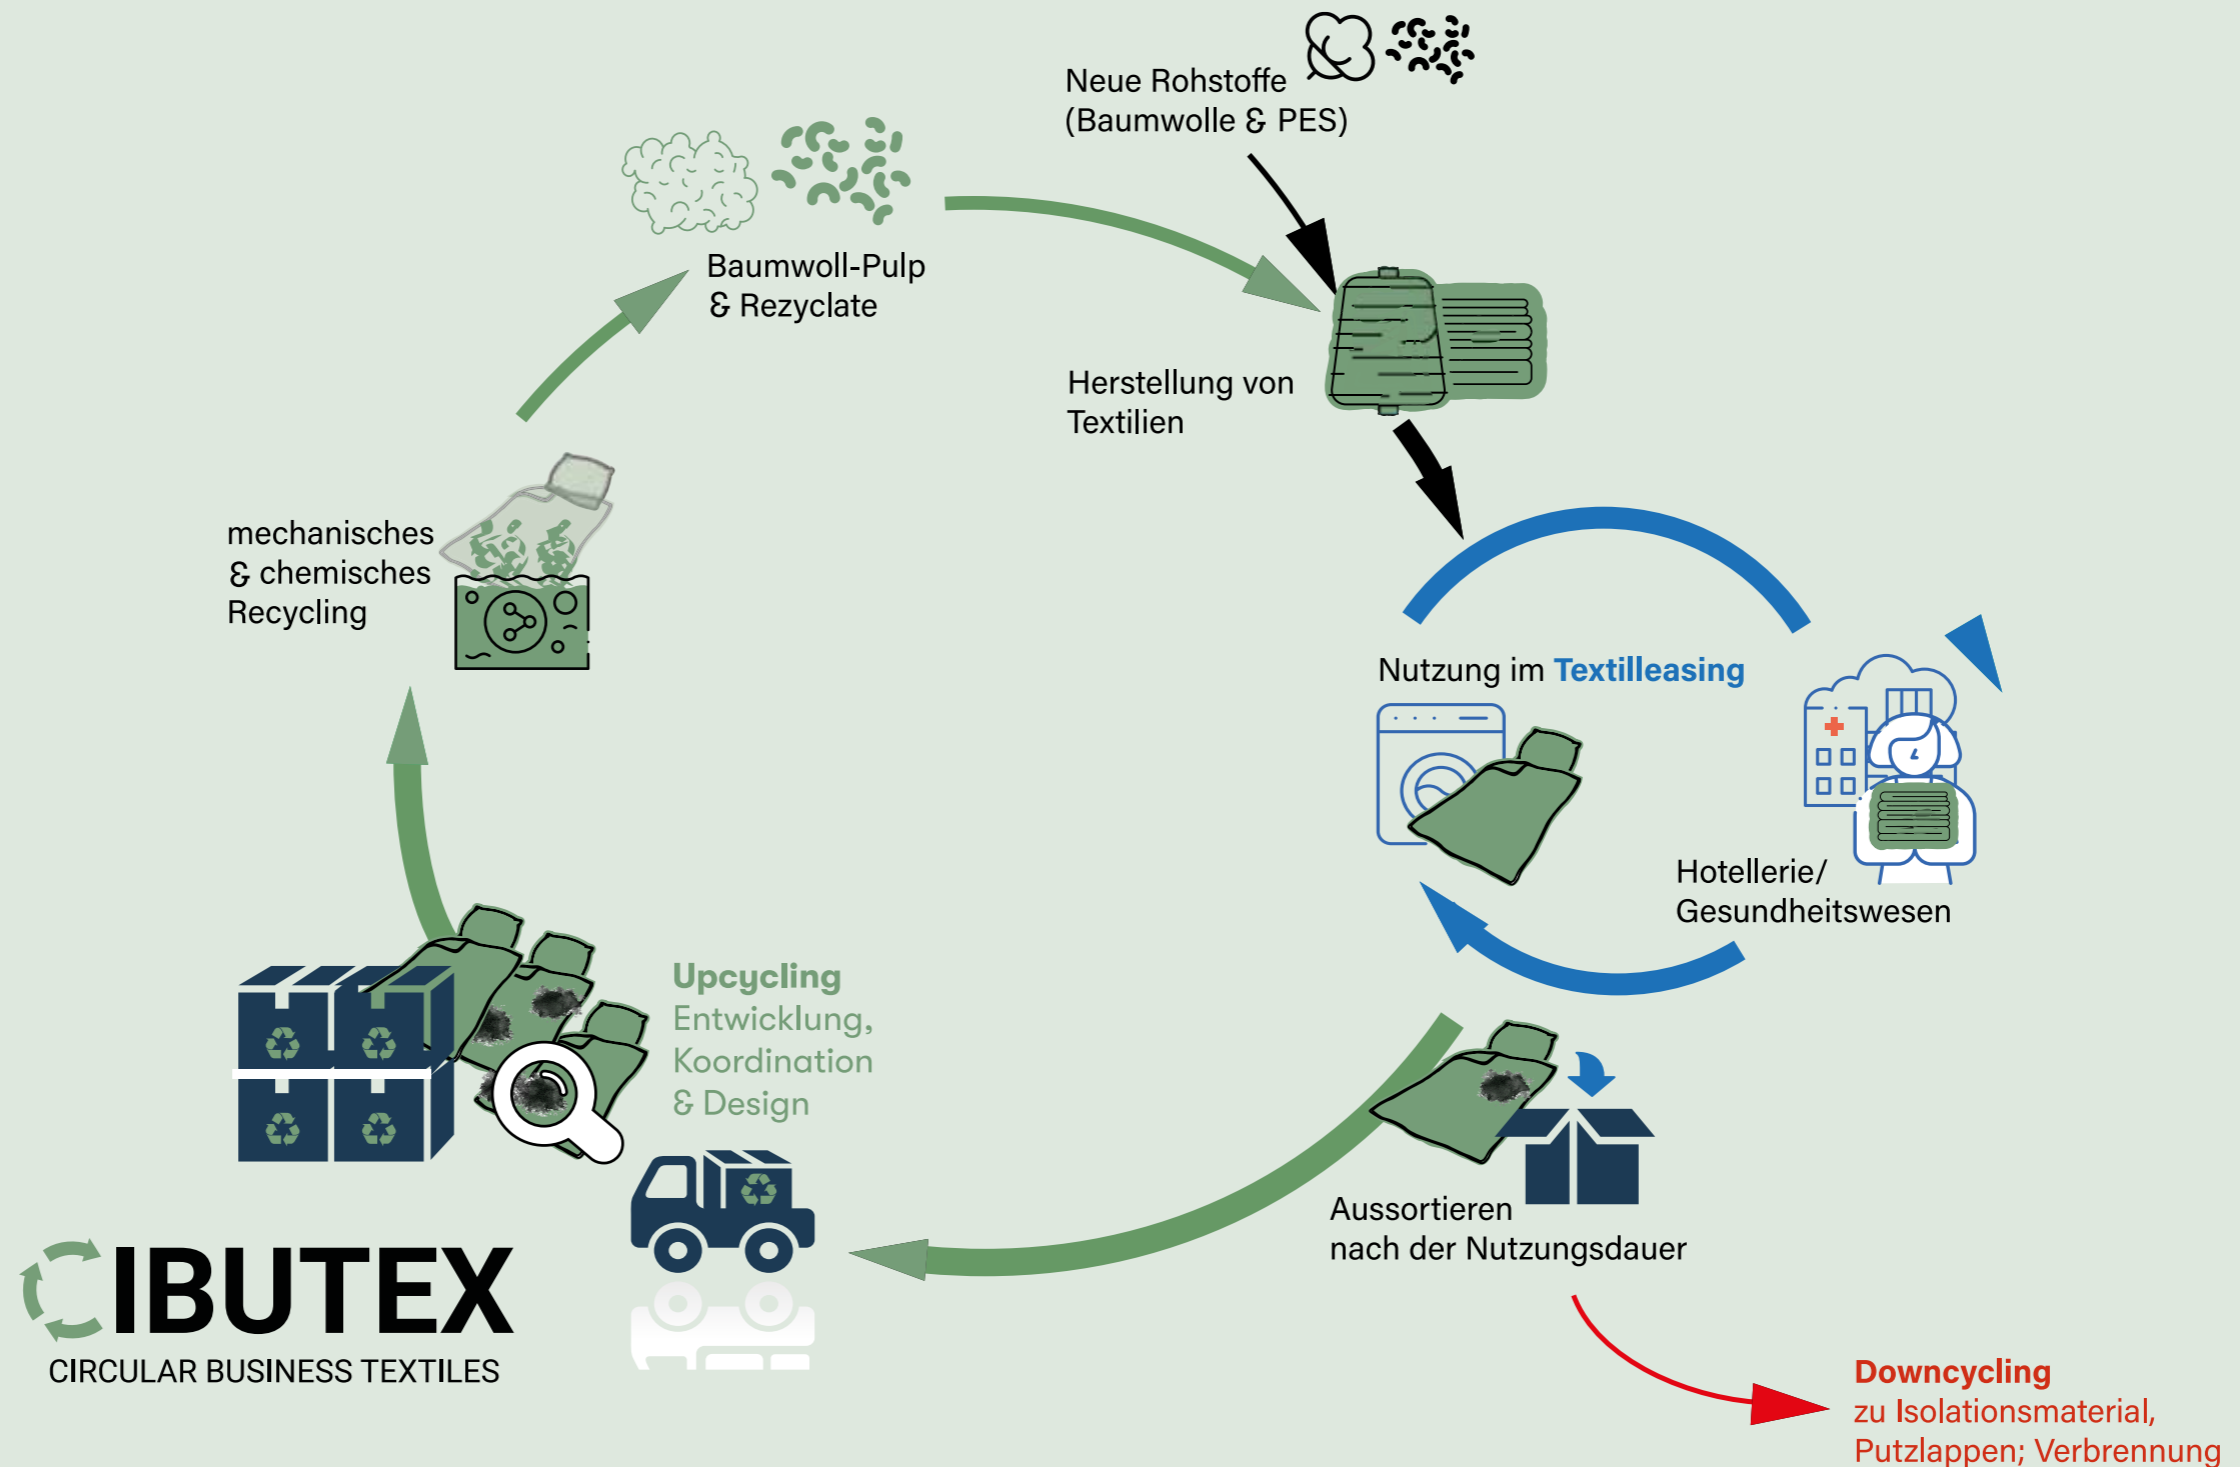 Neue Rohstoffe
(Baumwolle & PES)
Baumwoll-Pulp
& Rezyclate
Herstellung von
Textilien
mechanisches
& chemisches
Recycling
Nutzung im Textilleasing
Hotellerie/
Gesundheitswesen
Upcycling
Entwicklung,
Koordination
& Design
Aussortieren
nach der Nutzungsdauer
CIBUTEX
CIRCULAR BUSINESS TEXTILES
Downcycling
zu Isolationsmaterial,
Putzlappen; Verbrennung